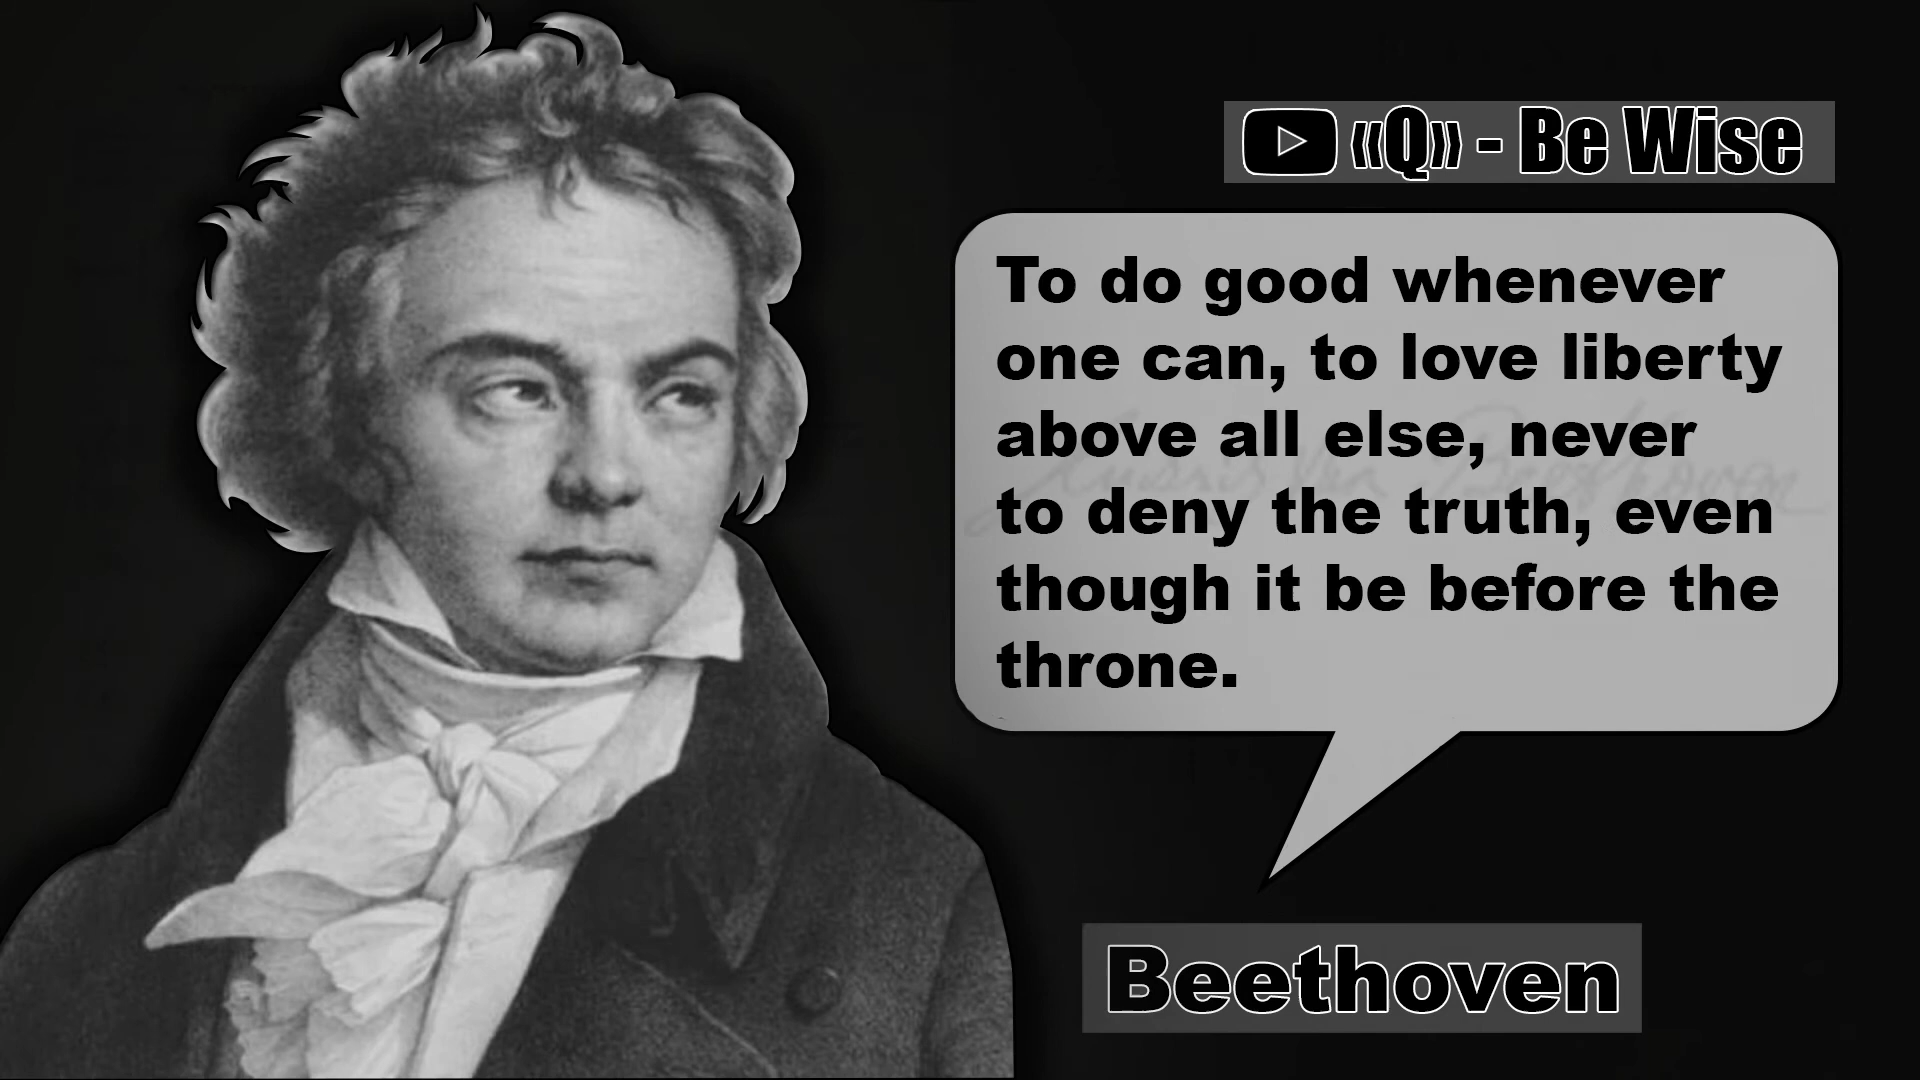 «Q» - Be Wise
To do good whenever
one can, to love liberty
above all else, never
to deny the truth, even
though it be before the
throne.
Beethoven